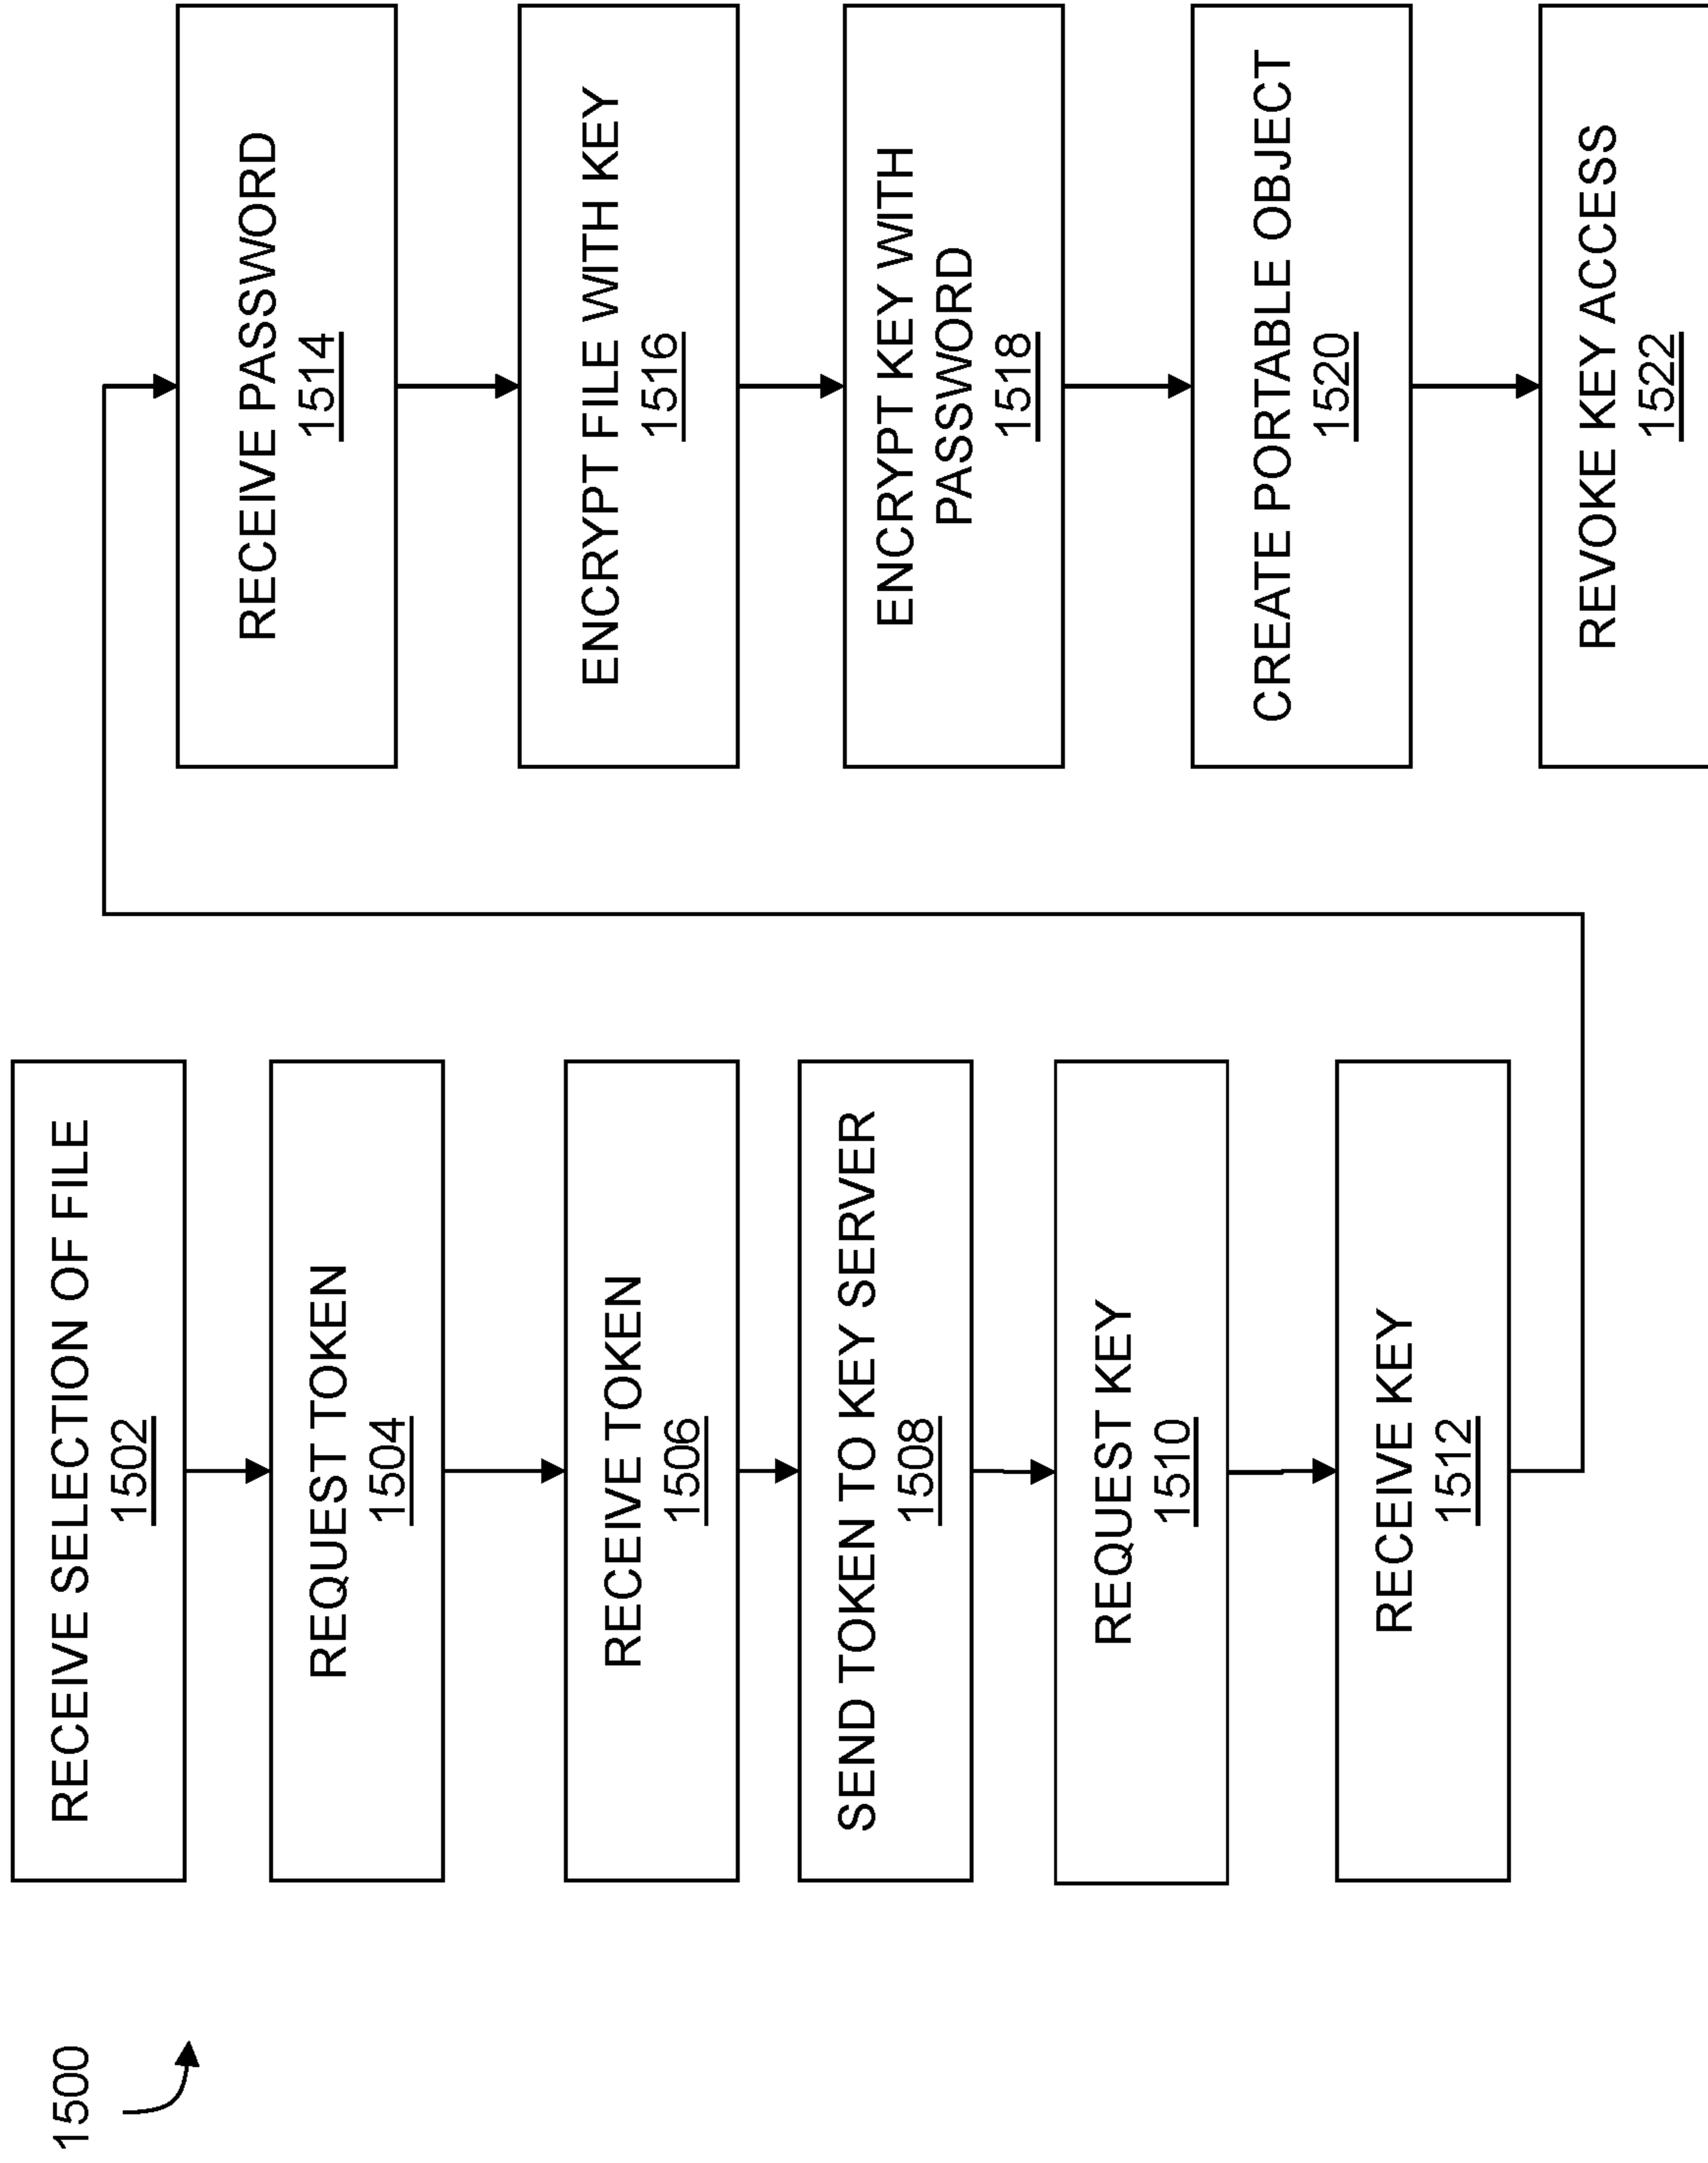 1500
RECEIVE SELECTION OF FILE
1502
REQUEST TOKEN
1504
RECEIVE TOKEN
1506
SEND TOKEN TO KEY SERVER
1508
REQUEST KEY
1510
RECEIVE KEY
1512
RECEIVE PASSWORD
1514
ENCRYPT FILE WITH KEY
1516
ENCRYPT KEY WITH
PASSWORD
1518
CREATE PORTABLE OBJECT
1520
REVOKE KEY ACCESS
1522